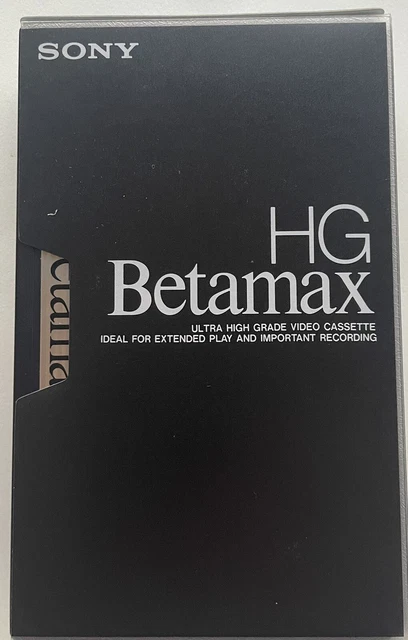 SONY
HG
Betamax
ULTRA HIGH GRADE VIDEO CASSETTE
IDEAL FOR EXTENDED PLAY AND IMPORTANT RECORDING